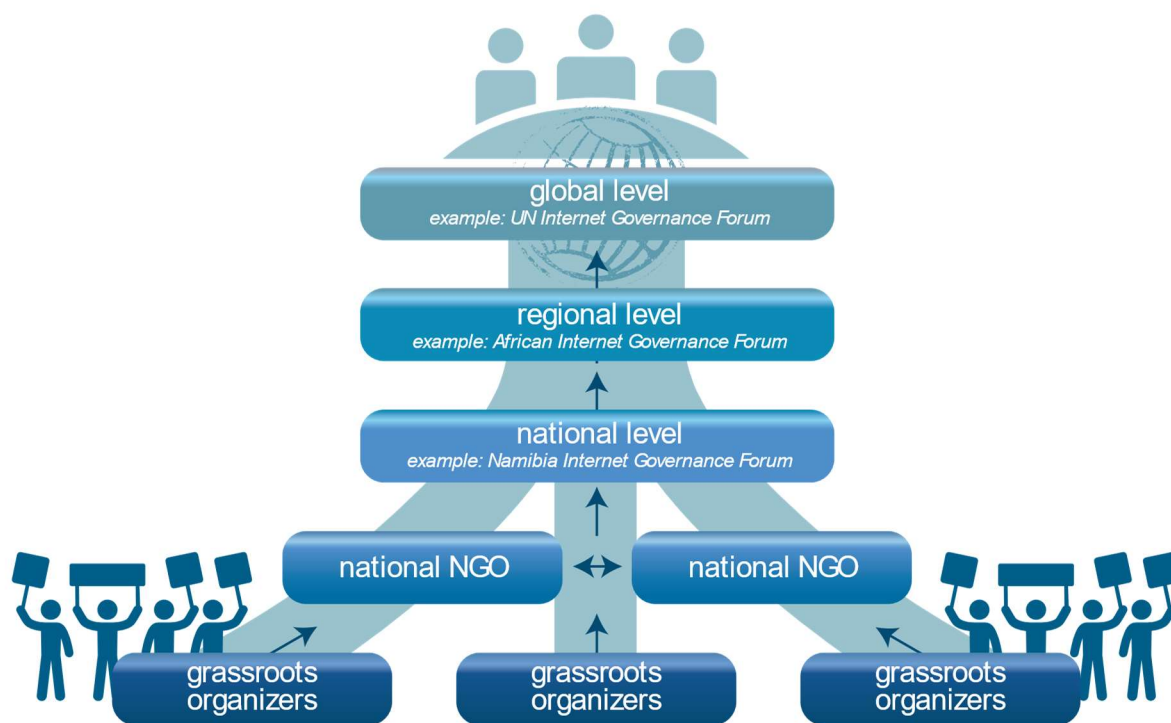 global level
example: UN Internet Governance Forum
regional level
example: African Internet Governance Forum
national level
example: Namibia Internet Governance Forum
national NGO
national NGO
grassroots
organizers
grassroots
organizers
grassroots
organizers